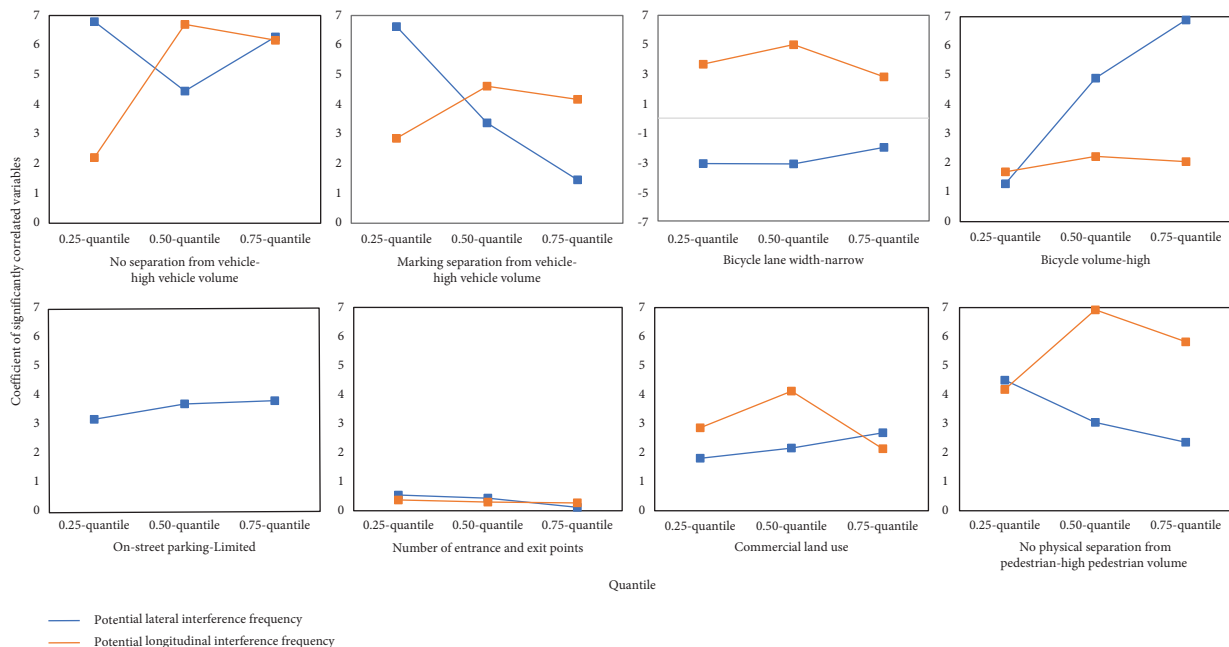 Coefficient of significantly correlated variables
7
6
5
4
3
2
1
0
0.25-quantile 0.50-quantile 0.75-quantile
No separation from vehicle-
high vehicle volume
7
6
5
4
3
2
1
0
0.25-quantile 0.50-quantile 0.75-quantile
Marking separation from vehicle-
high vehicle volume
7
5
3
1
-1
-3
-5
-7
0.25-quantile 0.50-quantile 0.75-quantile
Bicycle lane width-narrow
7
6
5
4
3
2
1
0
0.25-quantile 0.50-quantile 0.75-quantile
Bicycle volume-high
7
6
5
4
3
2
1
0
0.25-quantile 0.50-quantile 0.75-quantile
On-street parking-Limited
7
6
5
4
3
2
1
0
0.25-quantile 0.50-quantile 0.75-quantile
Number of entrance and exit points
7
6
5
4
3
2
1
0
0.25-quantile 0.50-quantile 0.75-quantile
Commercial land use
7
6
5
4
3
2
1
0
0.25-quantile 0.50-quantile 0.75-quantile
No physical separation from
pedestrian-high pedestrian volume
Quantile
Potential lateral interference frequency
Potential longitudinal interference frequency